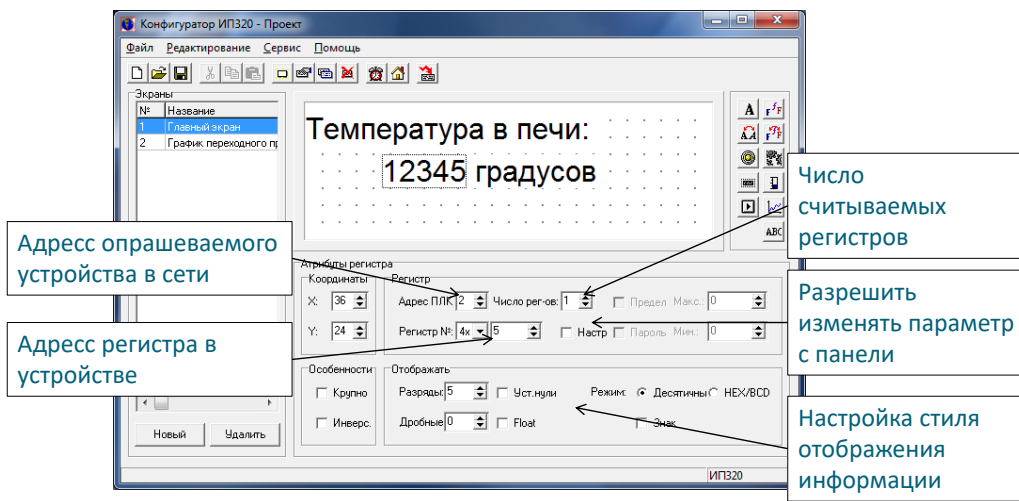 Конфигуратор ИП320 - Проект
Файл Редактирование Сервис Помощь
Экраны
№ Название
1 Главный экран
2 График переходного пр
Новый Удалить
Температура в печи:
12345 градусов
A
ABC
Атрибуты регистра
Координаты
X: 36
Y: 24
Регистр
Адрес ПЛК 2 Число рег-ов: 1 Предел Макс.: 0
Регистр №: 4x 5 Настр Пароль Мин.: 0
Особенности
Крупно
Инверс.
Отображать
Разряды: 5 Уст.нули Режим: Десятичны HEX/BCD
Дробные 0 Float Знак
ИП320
Адресс опрашеваемого
устройства в сети
Адресс регистра в
устройстве
Число
считываемых
регистров
Разрешить
изменять параметр
с панели
Настройка стиля
отображения
информации